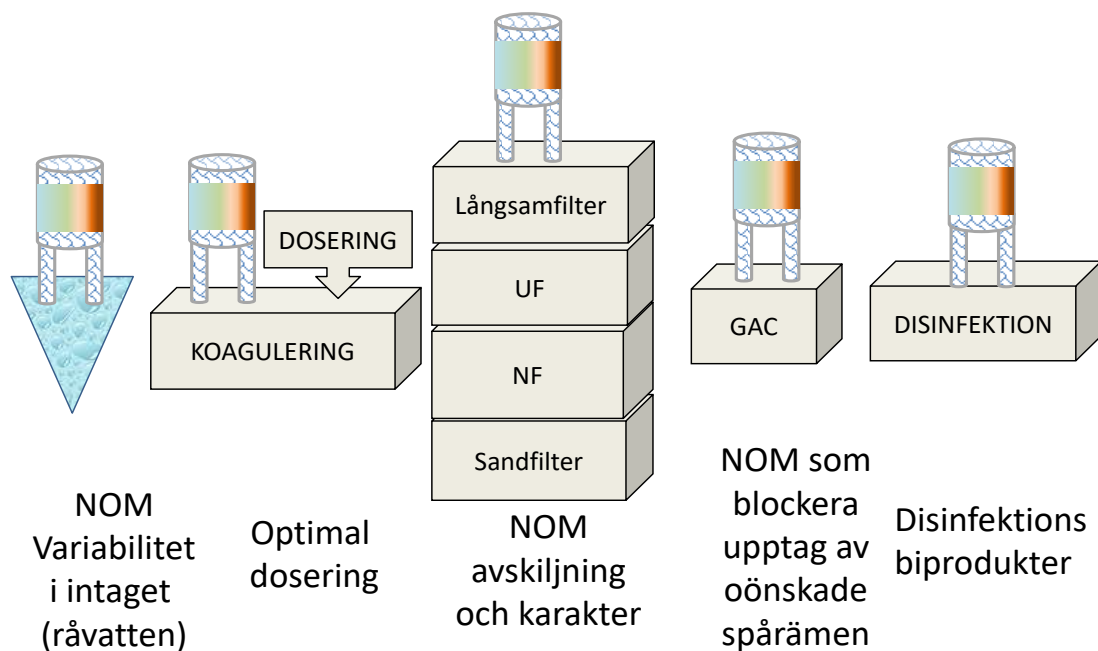 Långsamfilter
DOSERING
UF
KOAGULERING
GAC
DISINFEKTION
NF
Sandfilter
NOM
Variabilitet
i intaget
(råvatten)
Optimal
dosering
NOM
avskiljning
och karakter
NOM som
blockera
upptag av
oönskade
spårämen
Disinfektions
biprodukter